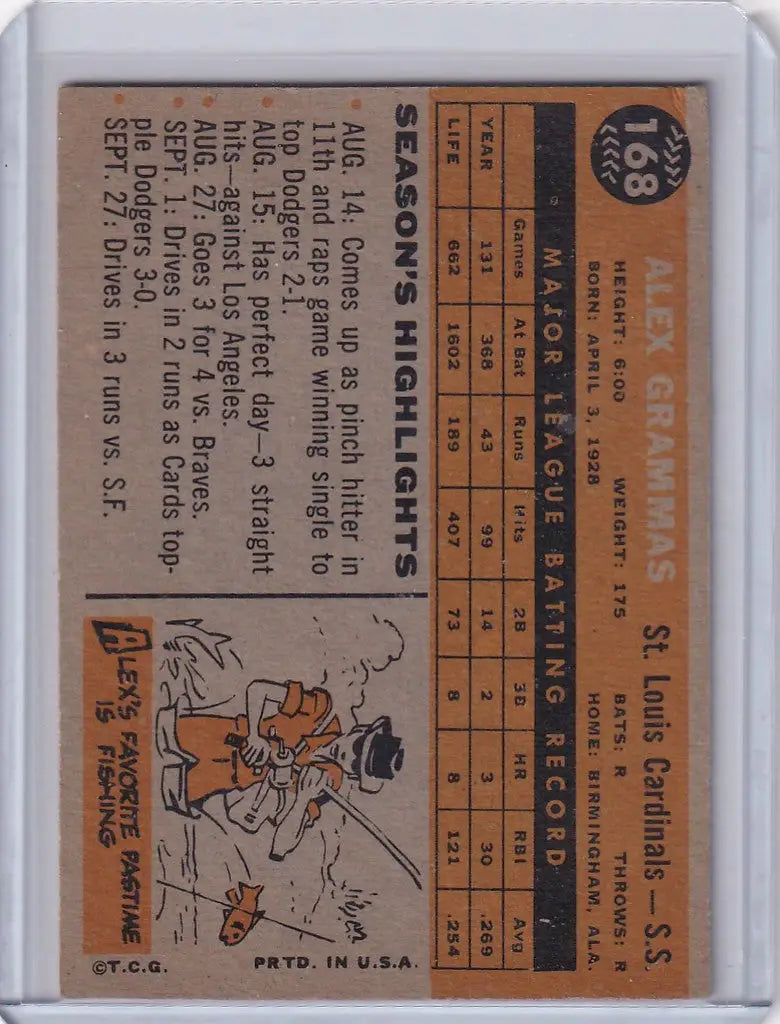 168
ALEX GRAMMAS St. Louis Cardinals — S.S.
HEIGHT: 6:00 WEIGHT: 175 BATS: R THROWS: R
BORN: APRIL 3, 1928 HOME: BIRMINGHAM, ALA.
MAJOR LEAGUE BATTING RECORD
Games At Bat Runs Hits 2B 3B HR RBI Avg
YEAR 131 368 43 99 14 2 3 30 .269
LIFE 662 1602 189 407 73 8 8 121 .254
SEASON'S HIGHLIGHTS
• AUG. 14: Comes up as pinch hitter in
11th and raps game winning single to
top Dodgers 2-1.
• AUG. 15: Has perfect day—3 straight
hits—against Los Angeles.
• AUG. 27: Goes 3 for 4 vs. Braves.
• SEPT. 1: Drives in 2 runs as Cards top-
ple Dodgers 3-0.
• SEPT. 27: Drives in 3 runs vs. S.F.
ALEX'S FAVORITE PASTIME
IS FISHING
©T.C.G. PRTD. IN U.S.A.